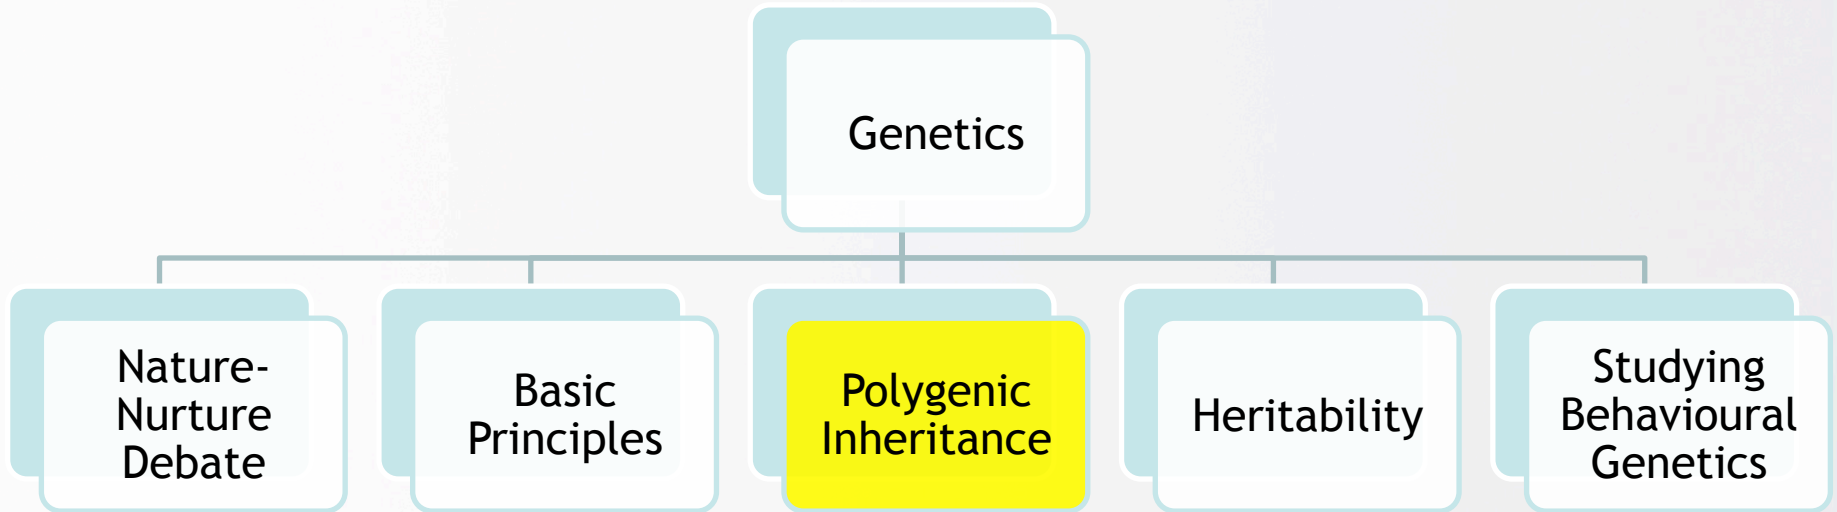 Genetics
Nature-
Nurture
Debate
Basic
Principles
Polygenic
Inheritance
Heritability
Studying
Behavioural
Genetics